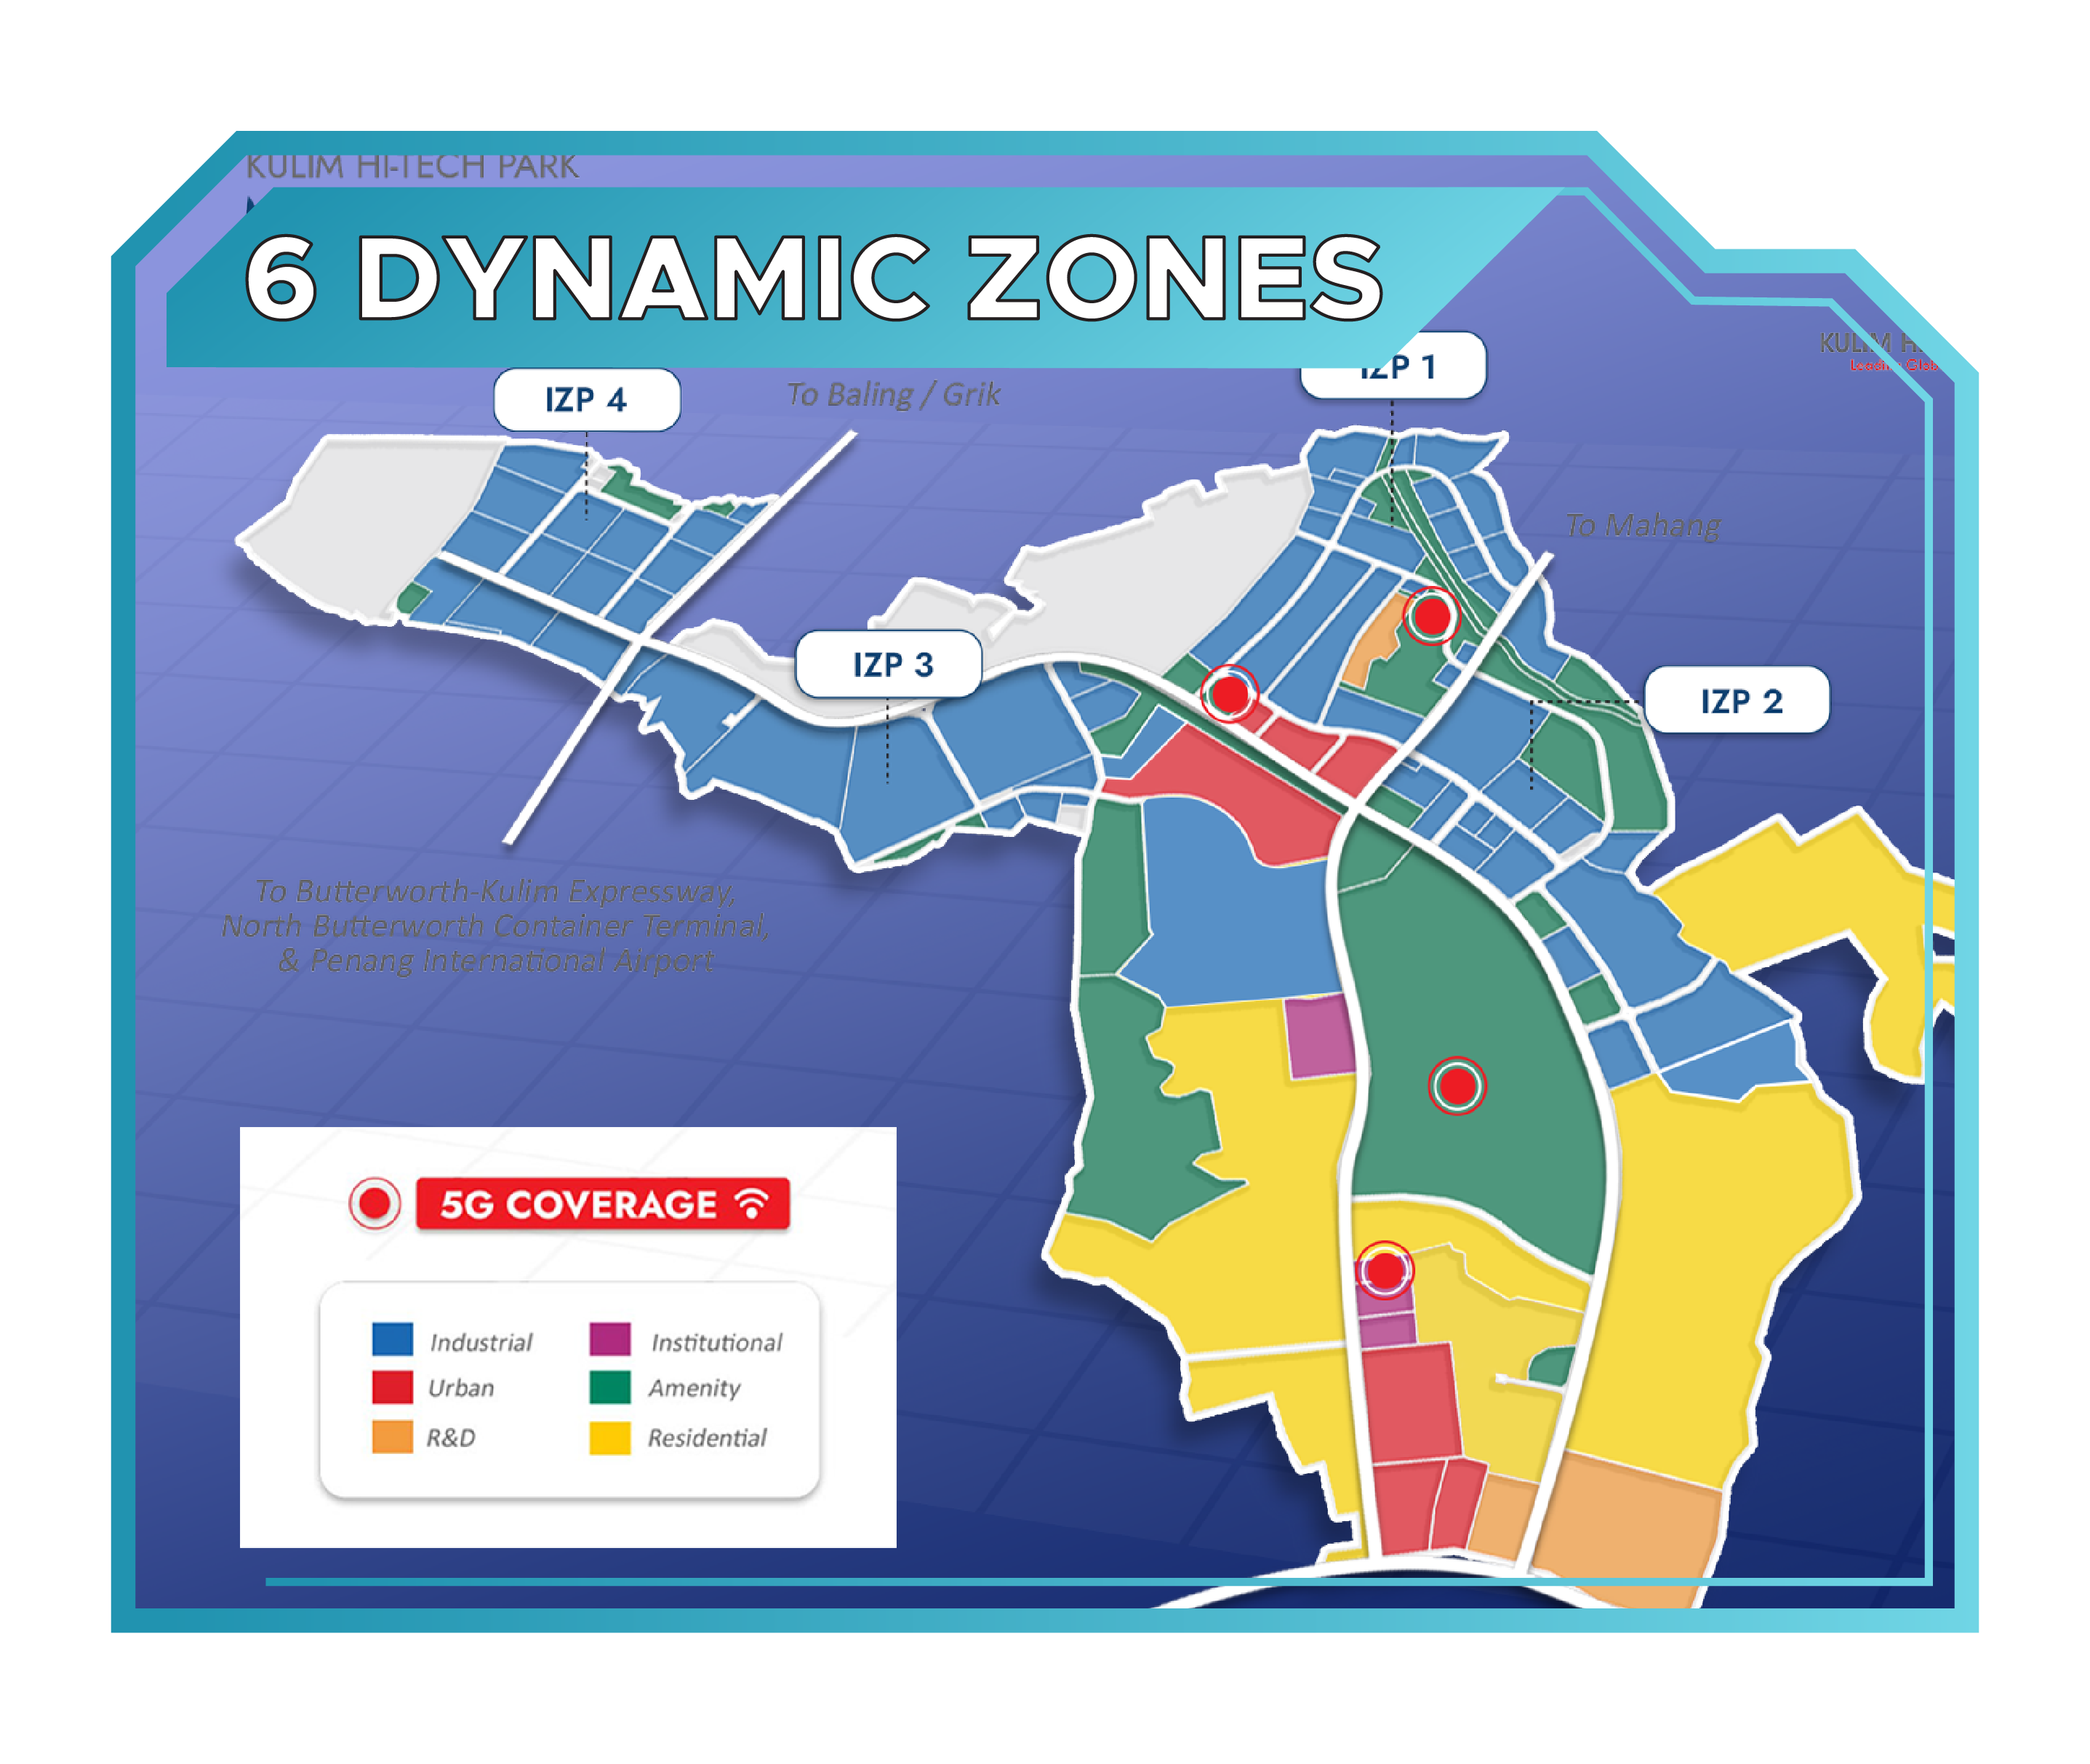 KULIM HI-TECH PARK
6 DYNAMIC ZONES
IZP 1
KULIM
IZP 4
To Baling / Grik
To Mahang
IZP 3
IZP 2
To Butterworth-Kulim Expressway,
North Butterworth Container Terminal,
& Penang International Airport
5G COVERAGE
Industrial
Institutional
Urban
Amenity
R&D
Residential